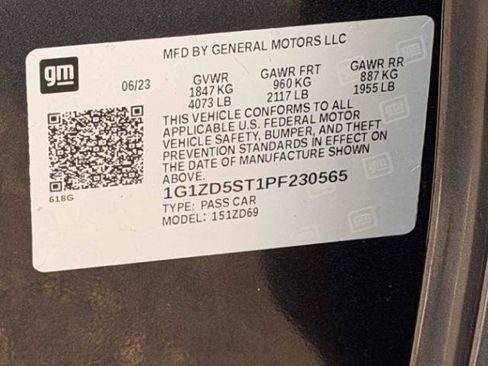 MFD BY GENERAL MOTORS LLC
gm
06/23 GVWR GAWR FRT GAWR RR
1847 KG 960 KG 887 KG
4073 LB 2117 LB 1955 LB
THIS VEHICLE CONFORMS TO ALL
APPLICABLE U.S. FEDERAL MOTOR
VEHICLE SAFETY, BUMPER, AND THEFT
PREVENTION STANDARDS IN EFFECT ON
THE DATE OF MANUFACTURE SHOWN
ABOVE.
618G
1G1ZD5ST1PF230565
TYPE: PASS CAR
MODEL: 151ZD69